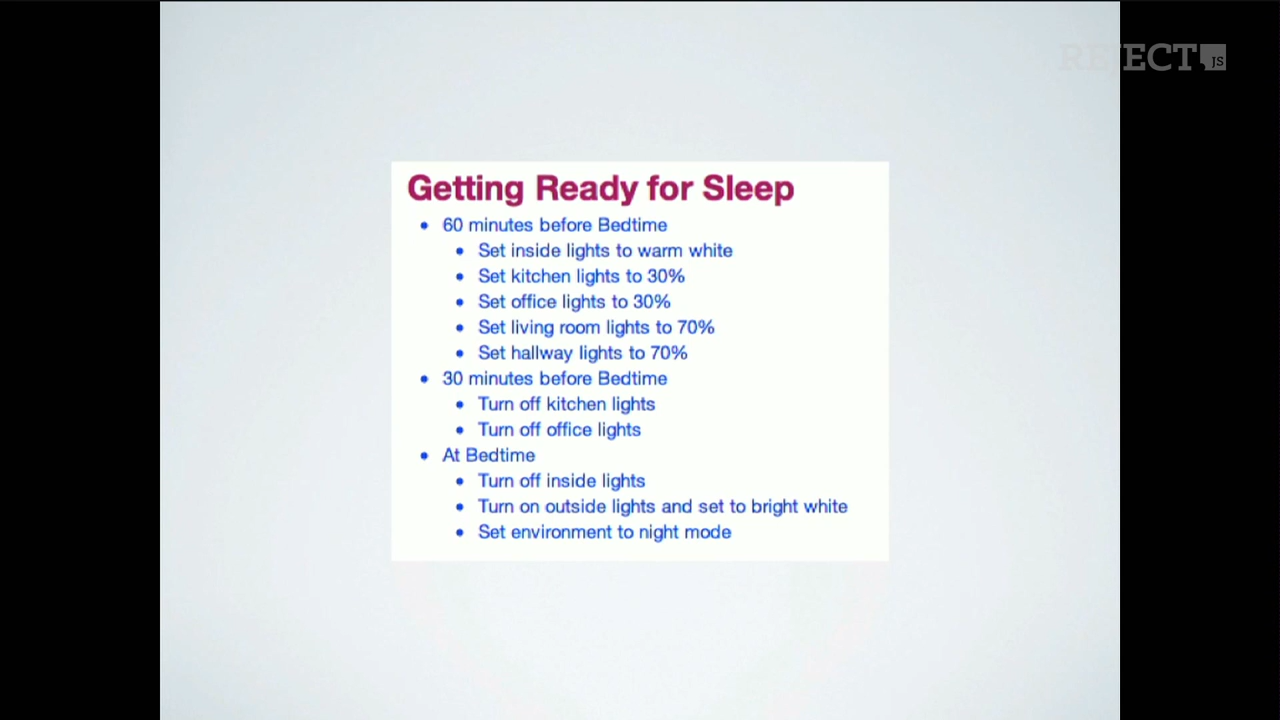 REJECT JS
Getting Ready for Sleep
• 60 minutes before Bedtime
• Set inside lights to warm white
• Set kitchen lights to 30%
• Set office lights to 30%
• Set living room lights to 70%
• Set hallway lights to 70%
• 30 minutes before Bedtime
• Turn off kitchen lights
• Turn off office lights
• At Bedtime
• Turn off inside lights
• Turn on outside lights and set to bright white
• Set environment to night mode